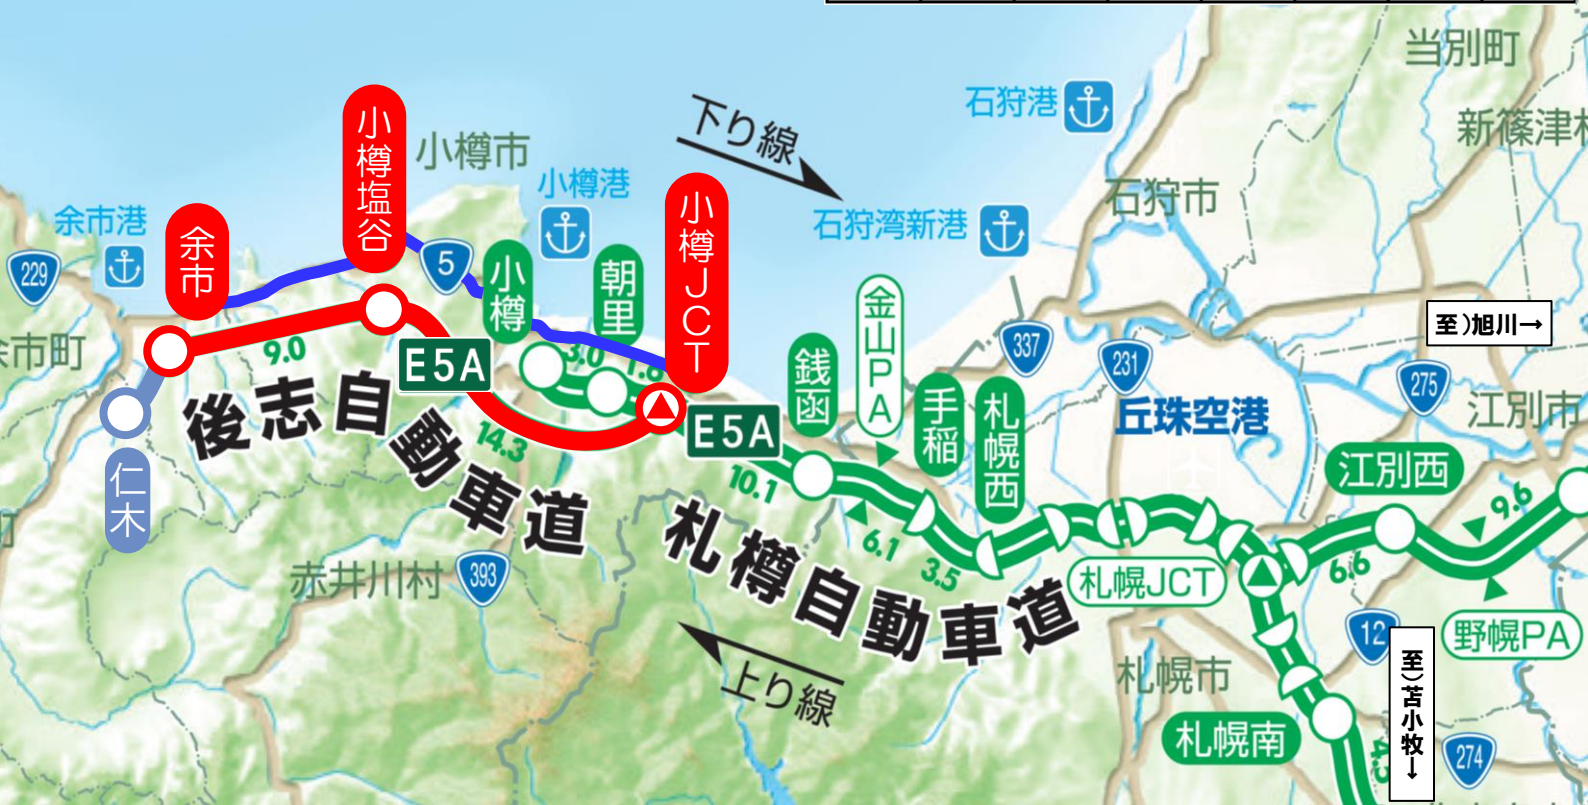 当別町
新篠津村
石狩港
下り線
小樽塩谷
小樽市
小樽港
小樽JCT
石狩市
石狩湾新港
余市港
余市
229
5
小樽
朝里
金山PA
銭函
337
231
至)旭川→
275
余市町
9.0
E5A
3.0
1.8
手稲
札幌西
丘珠空港
江別市
後志自動車道
14.3
E5A
10.1
江別西
仁木
札樽自動車道
6.1
3.5
9.6
町
赤井川村
393
札幌JCT
6.6
12
野幌PA
上り線
札幌市
至)苫小牧→
札幌南
4.5
274